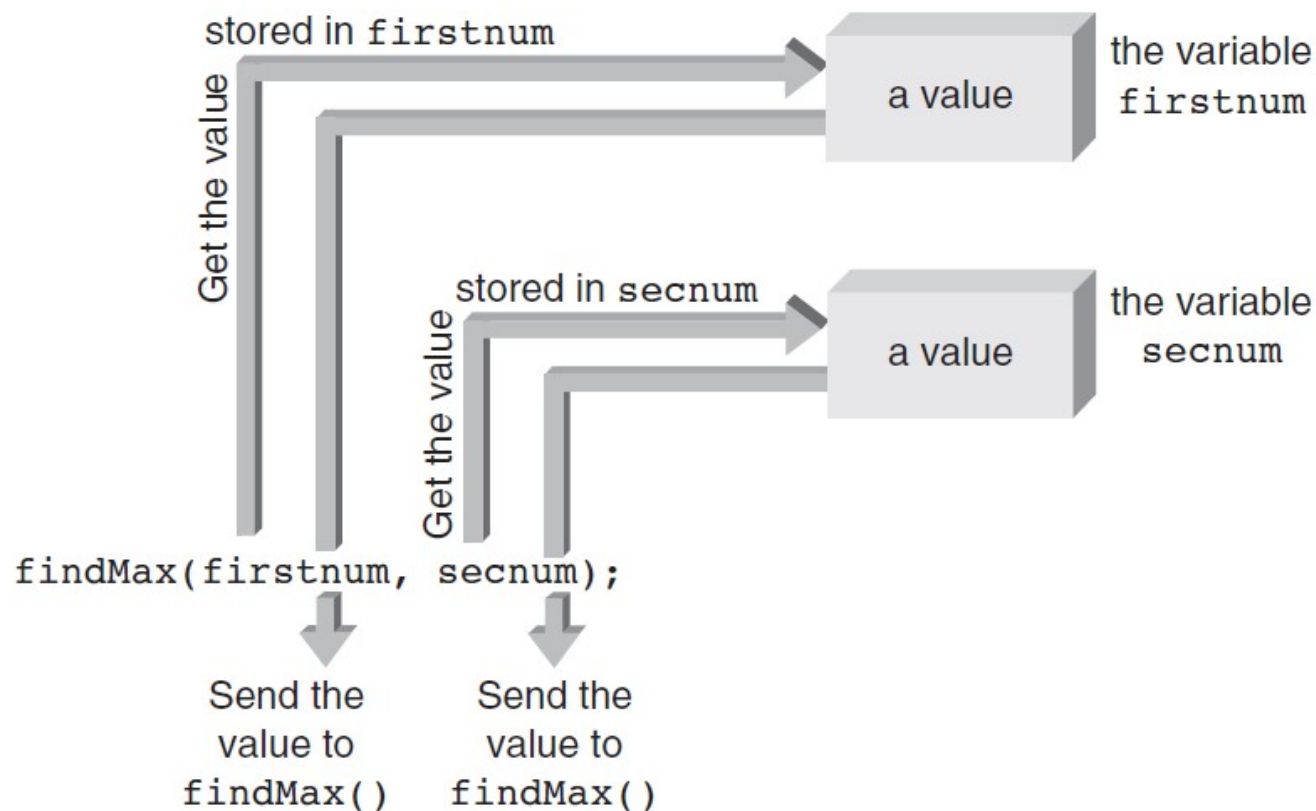 stored in firstnum
Get the value
a value
the variable
firstnum
stored in secnum
Get the value
a value
the variable
secnum
findMax(firstnum, secnum);
Send the
value to
findMax()
Send the
value to
findMax()